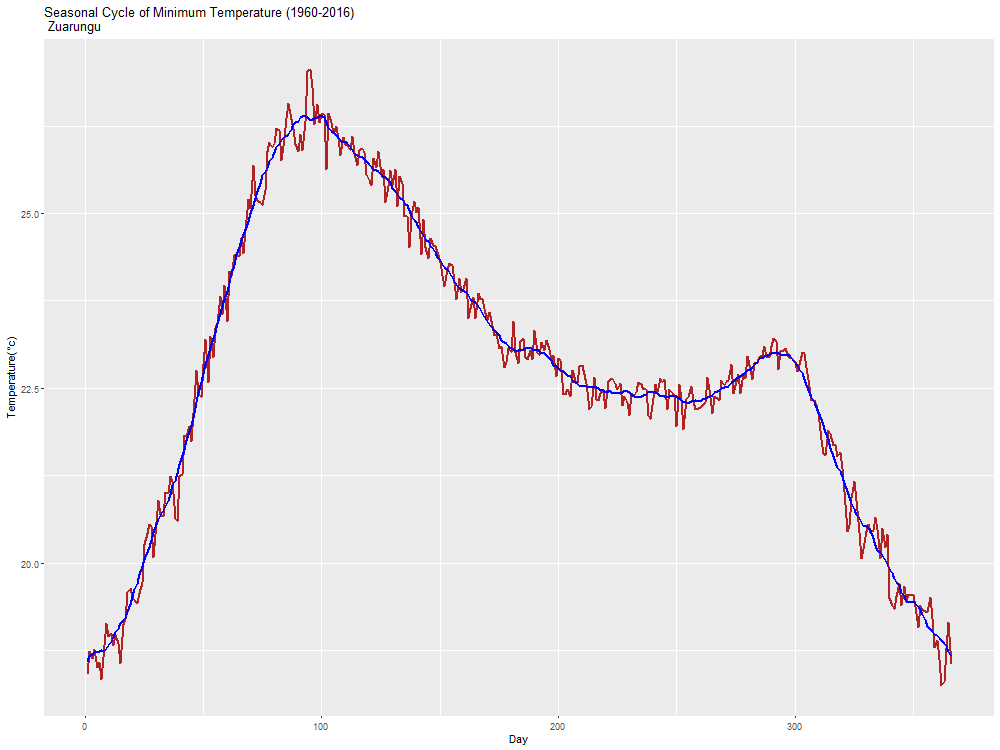 Seasonal Cycle of Minimum Temperature (1960-2016)
Zuarungu
Temperature(°c)
25.0
22.5
20.0
0
100
200
300
Day